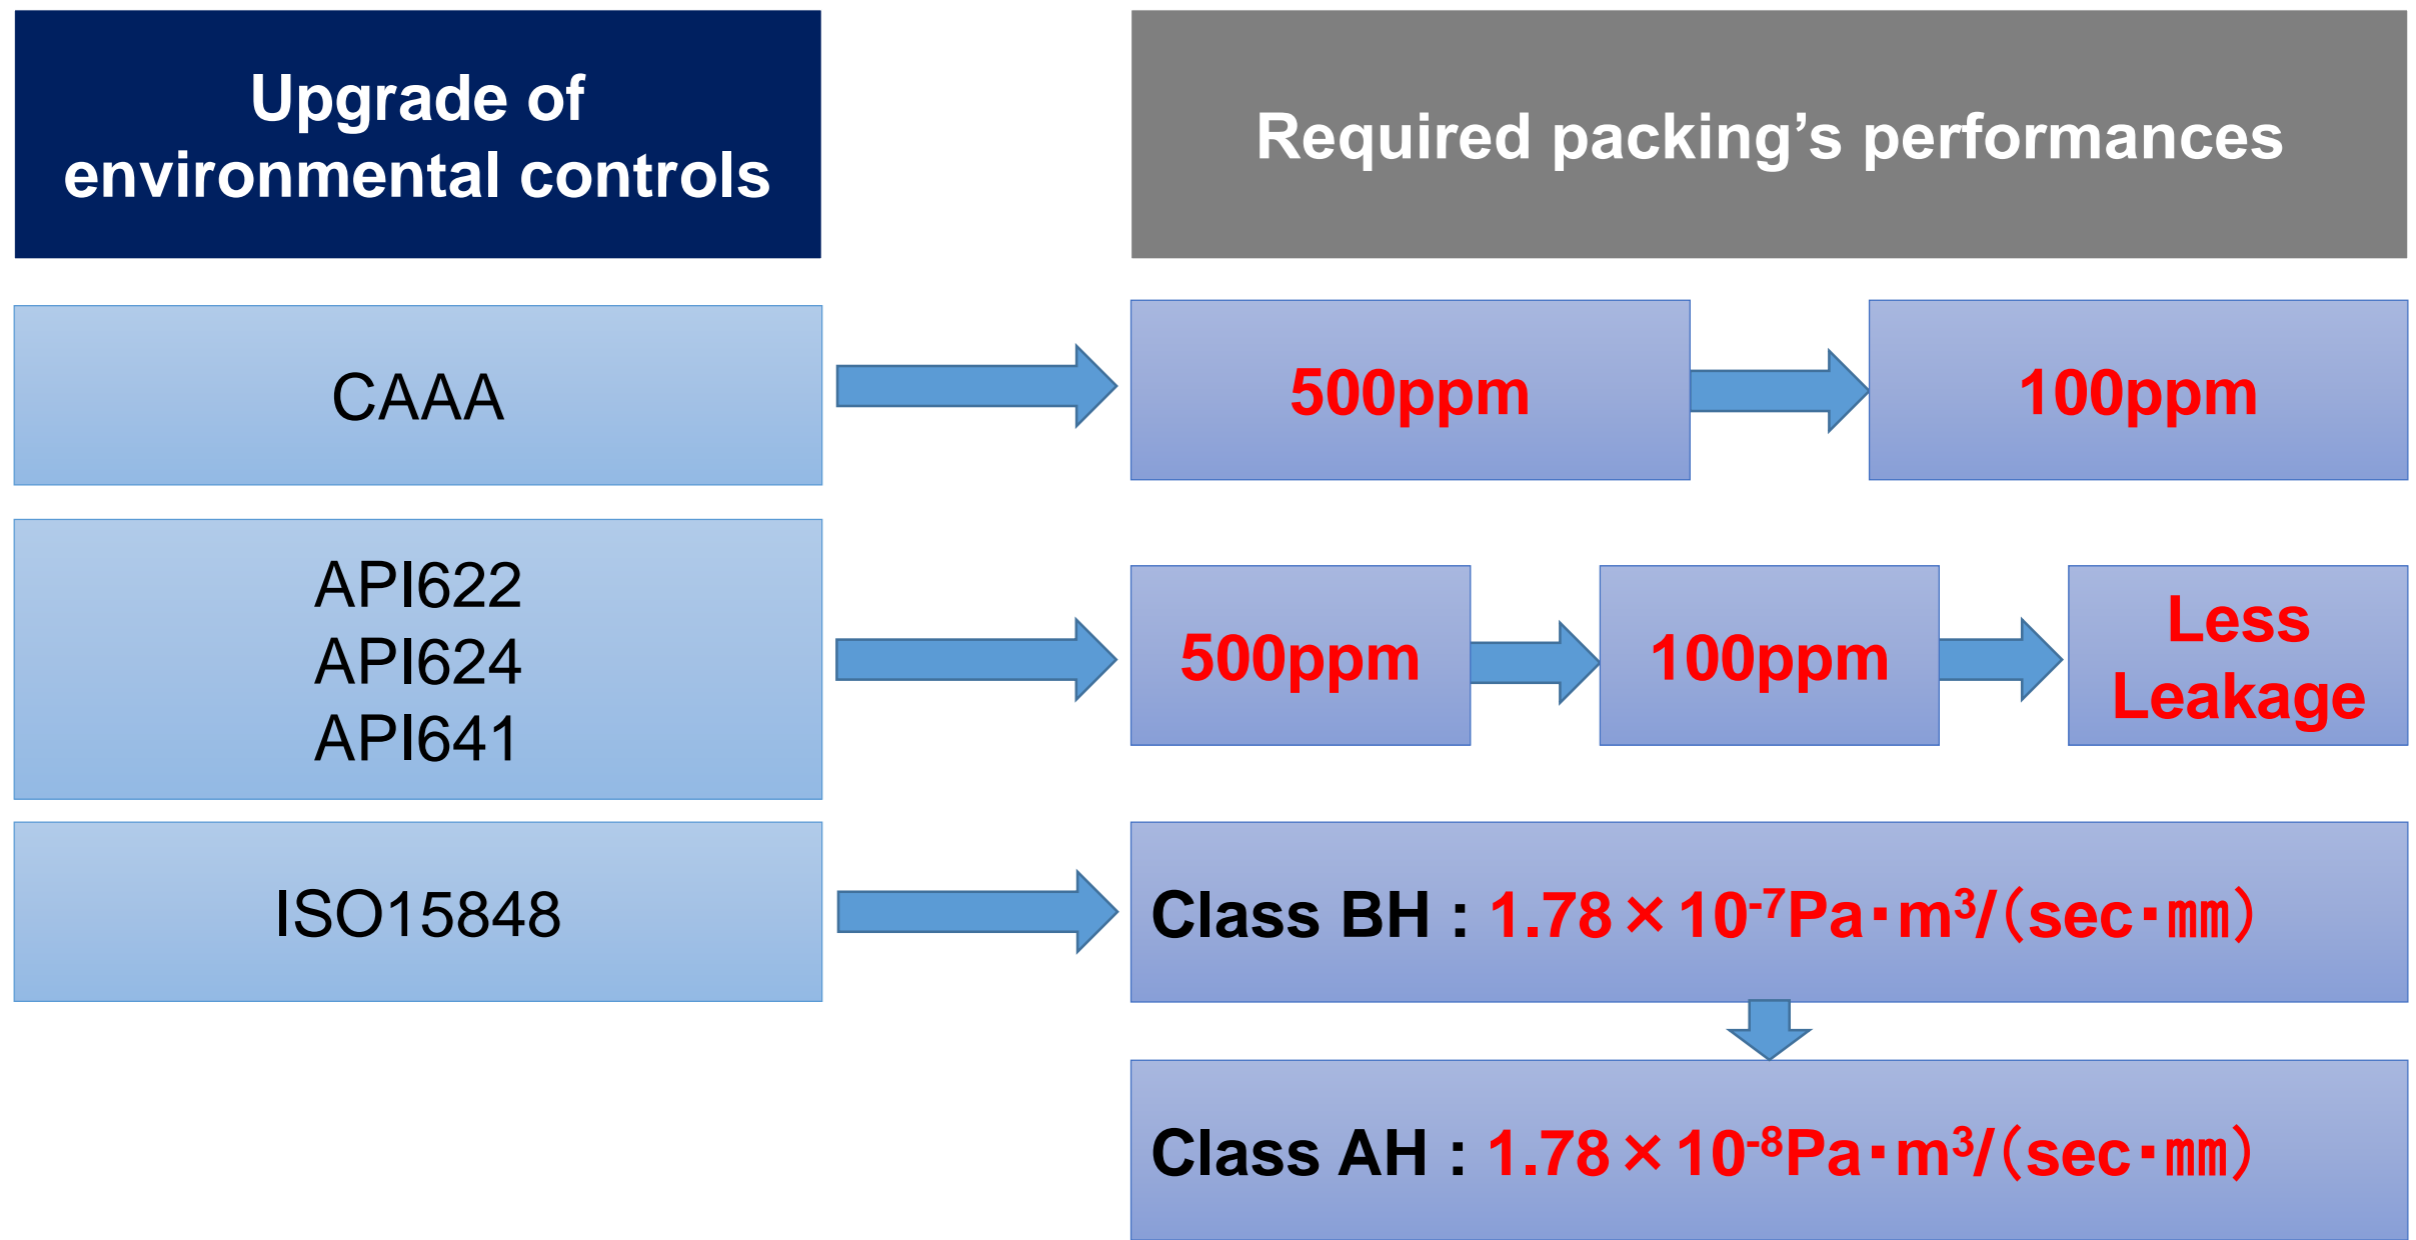 Upgrade of
environmental controls
Required packing’s performances
CAAA
500ppm
100ppm
API622
API624
API641
500ppm
100ppm
Less
Leakage
ISO15848
Class BH : 1.78×10⁻⁷Pa・m³/(sec・㎜)
Class AH : 1.78×10⁻⁸Pa・m³/(sec・㎜)